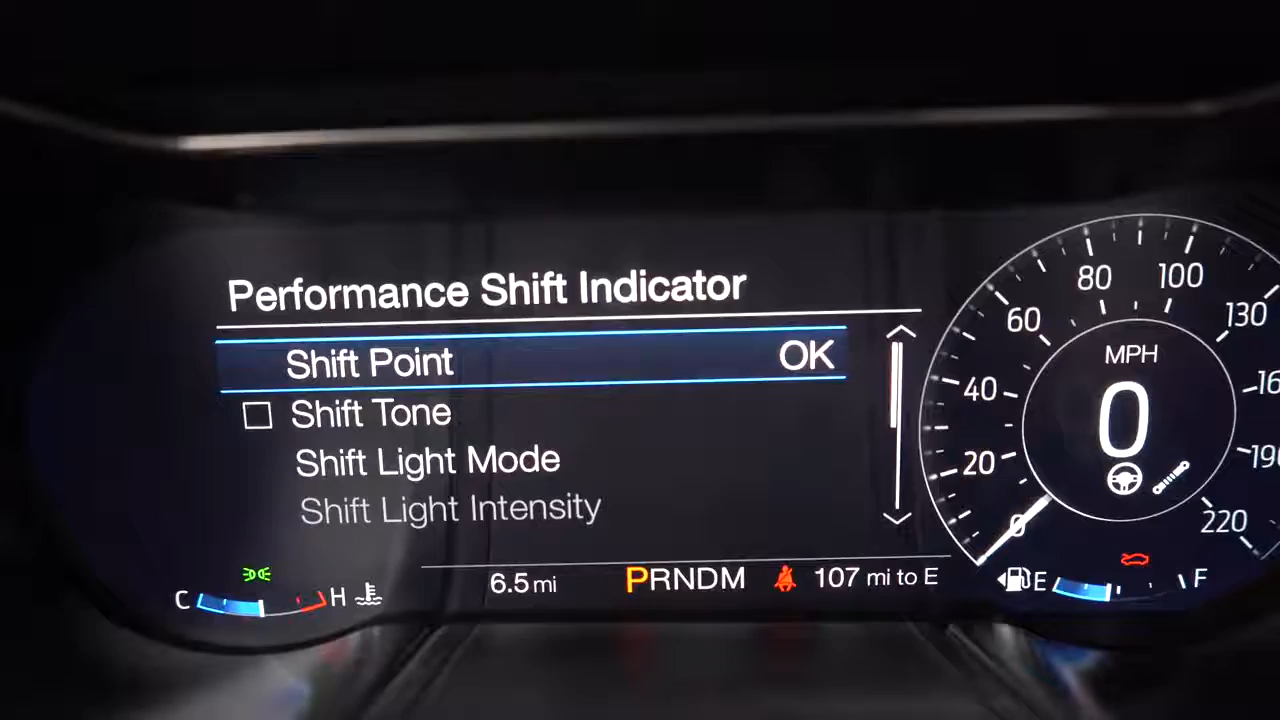 Performance Shift Indicator
Shift Point OK
Shift Tone
Shift Light Mode
Shift Light Intensity
C H
6.5 mi
PRNDM
107 mi to E
E F
MPH
0
0
20
40
60
80
100
130
220